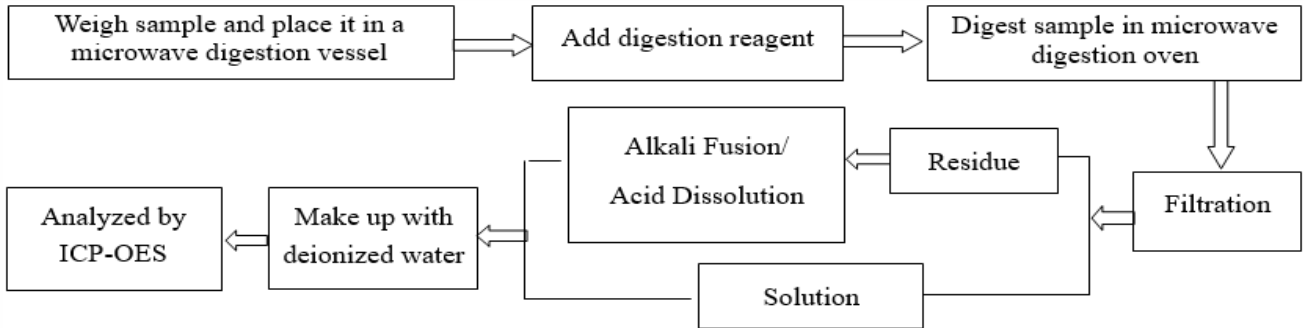 Weigh sample and place it in a
microwave digestion vessel
Add digestion reagent
Digest sample in microwave
digestion oven
Filtration
Residue
Alkali Fusion/
Acid Dissolution
Solution
Make up with
deionized water
Analyzed by
ICP-OES